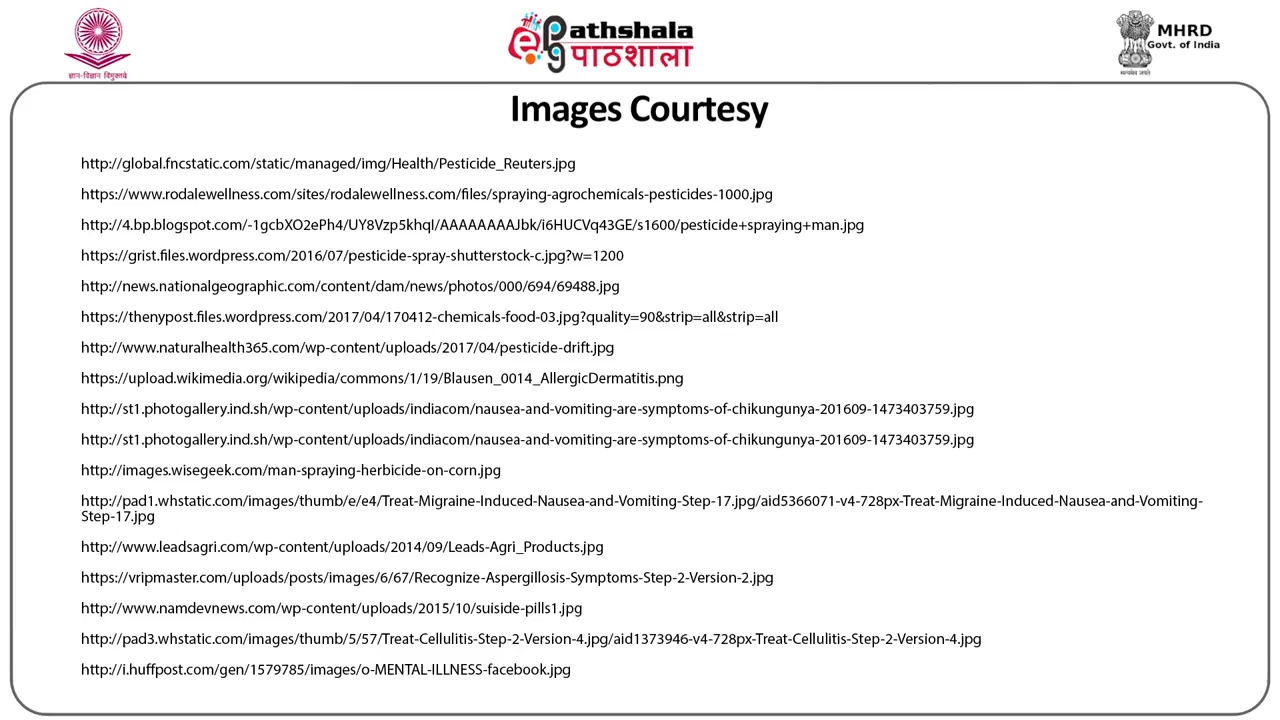 ज्ञान-विज्ञान विमुक्तये
ePathshala
पाठशाला
MHRD
Govt. of India
सत्यमेव जयते
Images Courtesy
http://global.fncstatic.com/static/managed/img/Health/Pesticide_Reuters.jpg
https://www.rodalewellness.com/sites/rodalewellness.com/files/spraying-agrochemicals-pesticides-1000.jpg
http://4.bp.blogspot.com/-1gcbXO2ePh4/UY8Vzp5khqI/AAAAAAAAJbk/i6HUCVq43GE/s1600/pesticide+spraying+man.jpg
https://grist.files.wordpress.com/2016/07/pesticide-spray-shutterstock-c.jpg?w=1200
http://news.nationalgeographic.com/content/dam/news/photos/000/694/69488.jpg
https://thenypost.files.wordpress.com/2017/04/170412-chemicals-food-03.jpg?quality=90&strip=all&strip=all
http://www.naturalhealth365.com/wp-content/uploads/2017/04/pesticide-drift.jpg
https://upload.wikimedia.org/wikipedia/commons/1/19/Blausen_0014_AllergicDermatitis.png
http://st1.photogallery.ind.sh/wp-content/uploads/indiacom/nausea-and-vomiting-are-symptoms-of-chikungunya-201609-1473403759.jpg
http://st1.photogallery.ind.sh/wp-content/uploads/indiacom/nausea-and-vomiting-are-symptoms-of-chikungunya-201609-1473403759.jpg
http://images.wisegeek.com/man-spraying-herbicide-on-corn.jpg
http://pad1.whstatic.com/images/thumb/e/e4/Treat-Migraine-Induced-Nausea-and-Vomiting-Step-17.jpg/aid5366071-v4-728px-Treat-Migraine-Induced-Nausea-and-Vomiting-
Step-17.jpg
http://www.leadsagri.com/wp-content/uploads/2014/09/Leads-Agri_Products.jpg
https://vripmaster.com/uploads/posts/images/6/67/Recognize-Aspergillosis-Symptoms-Step-2-Version-2.jpg
http://www.namdevnews.com/wp-content/uploads/2015/10/suiside-pills1.jpg
http://pad3.whstatic.com/images/thumb/5/57/Treat-Cellulitis-Step-2-Version-4.jpg/aid1373946-v4-728px-Treat-Cellulitis-Step-2-Version-4.jpg
http://i.huffpost.com/gen/1579785/images/o-MENTAL-ILLNESS-facebook.jpg